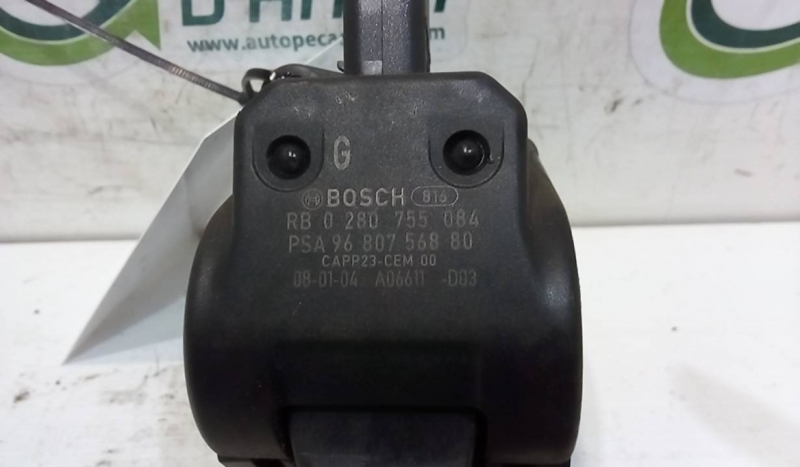 www.autopeca
G
BOSCH 816
RB 0 280 755 084
PSA 96 807 568 80
CAPP23-CEM 00
08-01-04 A06611 -D03